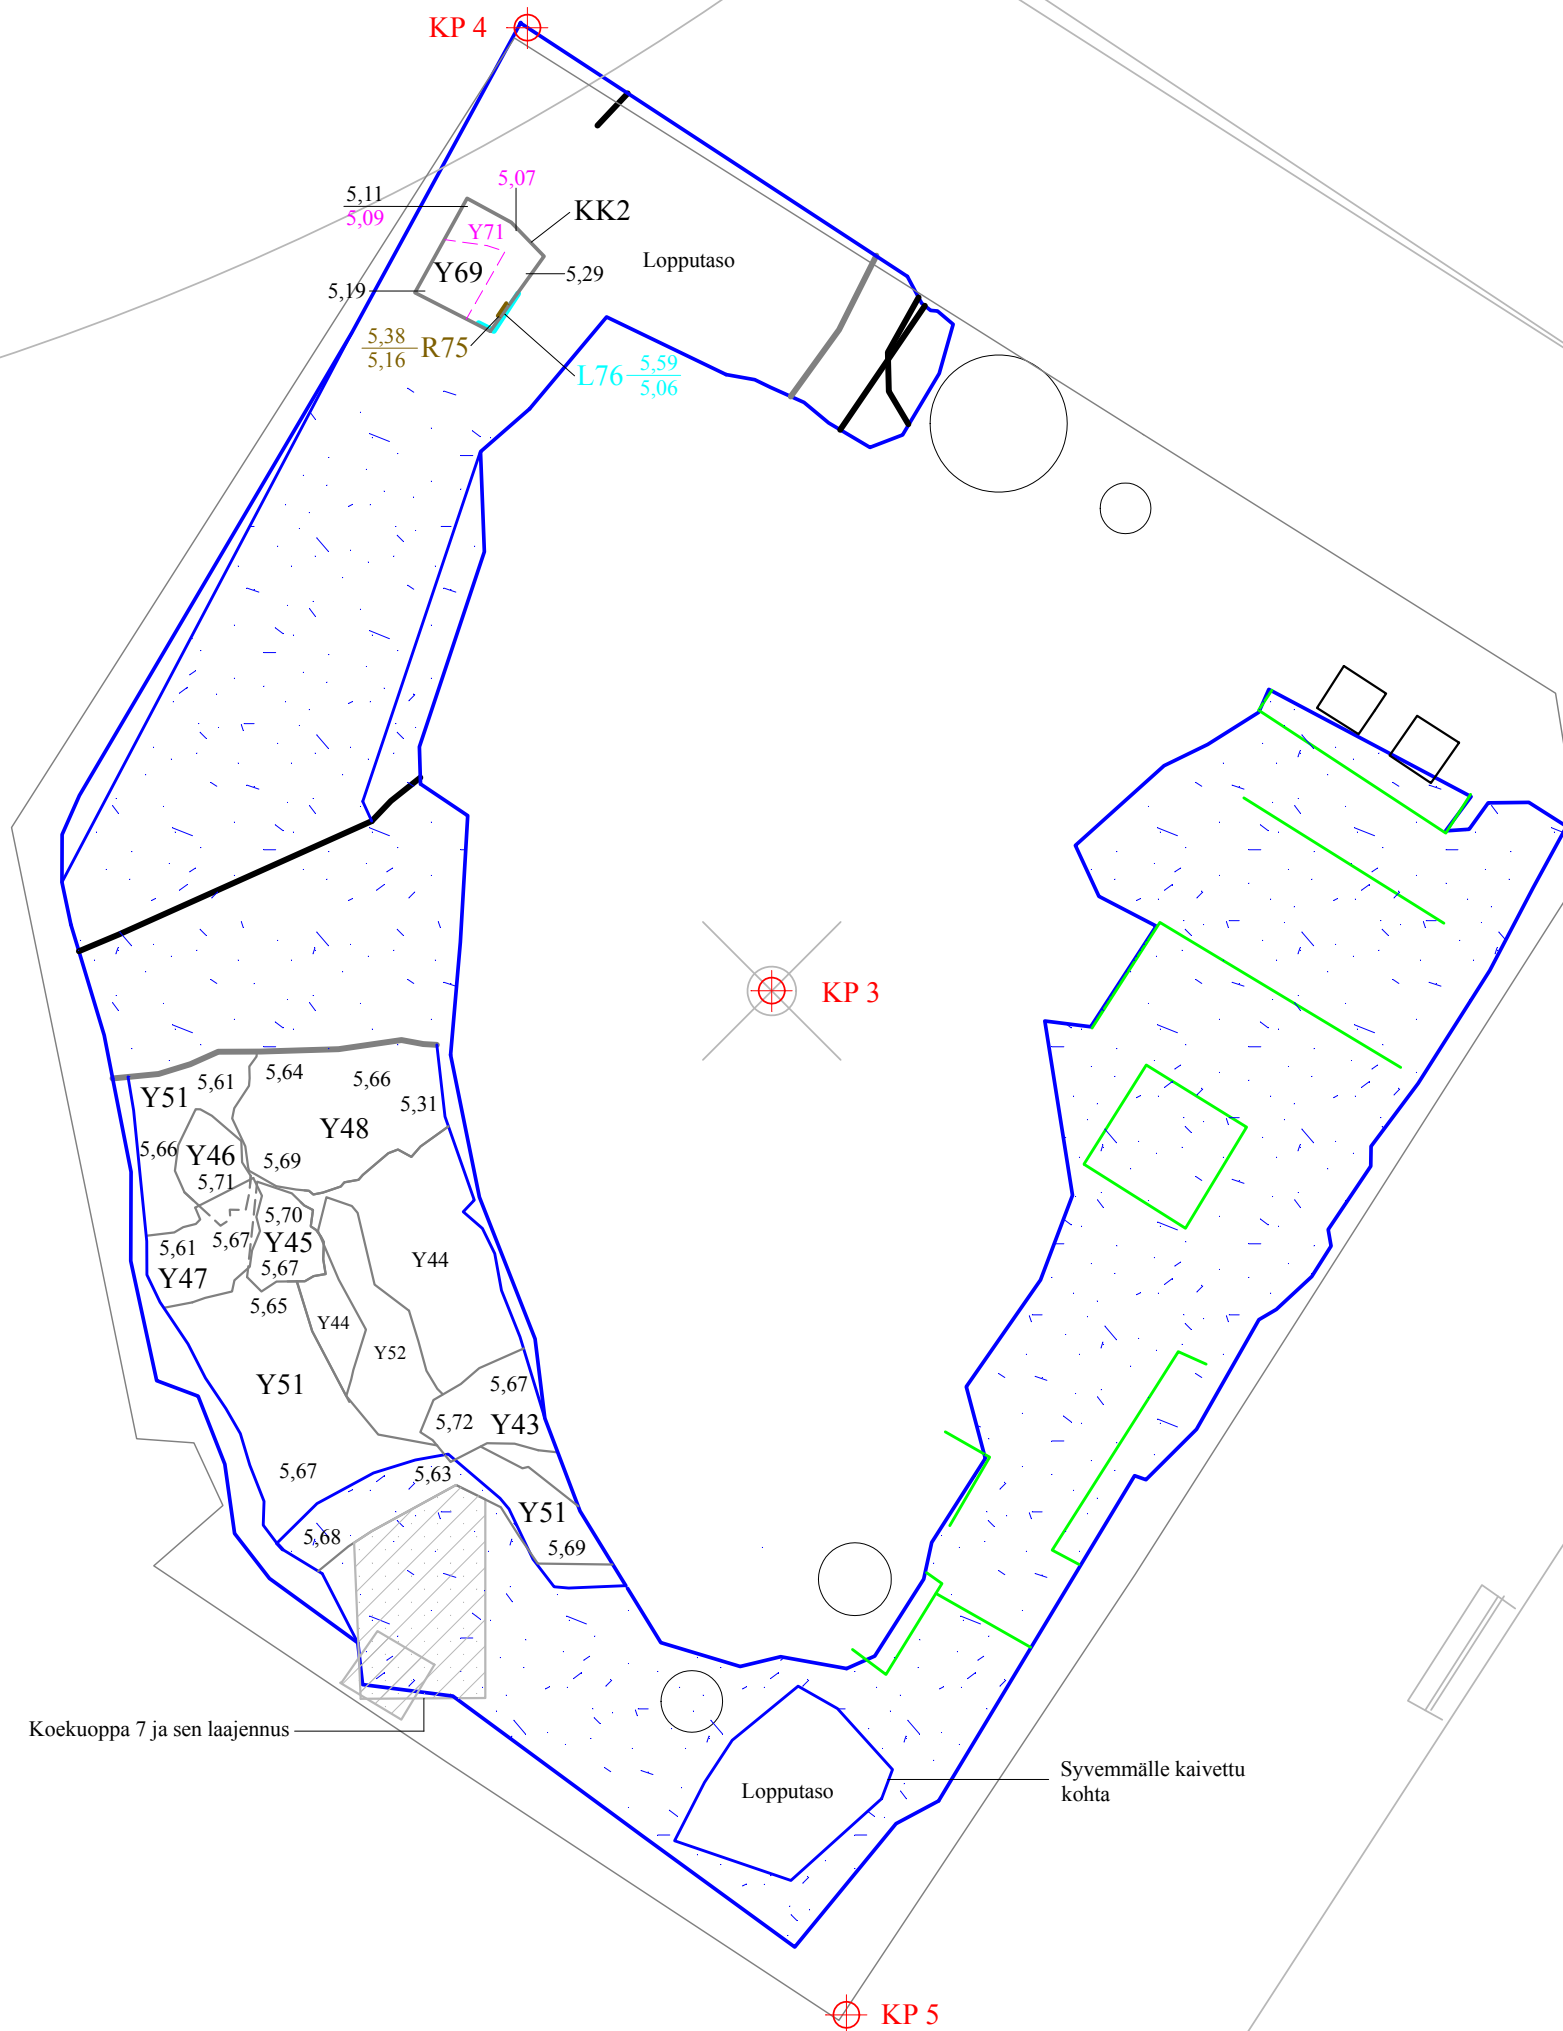 KP 4
5,07
5,11
5,09
KK2
Y71
Lopputaso
Y69
5,29
5,19
5,38
5,16
R75
L76
5,59
5,06
KP 3
5,61
5,64
5,66
Y51
5,31
Y48
5,66
Y46
5,69
5,71
5,70
5,61
5,67
Y45
Y44
5,67
Y47
5,65
Y44
Y52
Y51
5,67
5,72
Y43
5,67
5,63
Y51
5,68
5,69
Koekuoppa 7 ja sen laajennus
Syvemmälle kaivettu
kohta
Lopputaso
KP 5